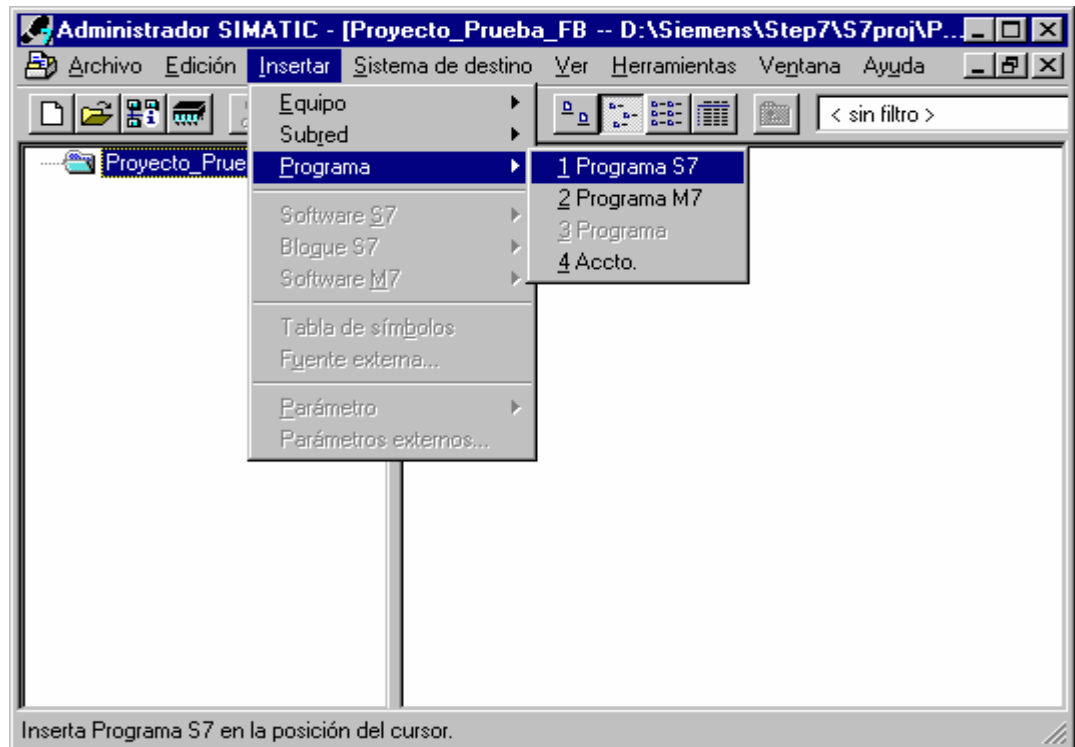 Administrador SIMATIC - [Proyecto_Prueba_FB -- D:\Siemens\Step7\S7proj\P...
Archivo Edición Insertar Sistema de destino Ver Herramientas Ventana Ayuda
< sin filtro >
Proyecto_Prue
Equipo
Subred
Programa
Software S7
Bloque S7
Software M7
Tabla de símbolos
Fuente externa...
Parámetro
Parámetros externos...
1 Programa S7
2 Programa M7
3 Programa
4 Accto.
Inserta Programa S7 en la posición del cursor.